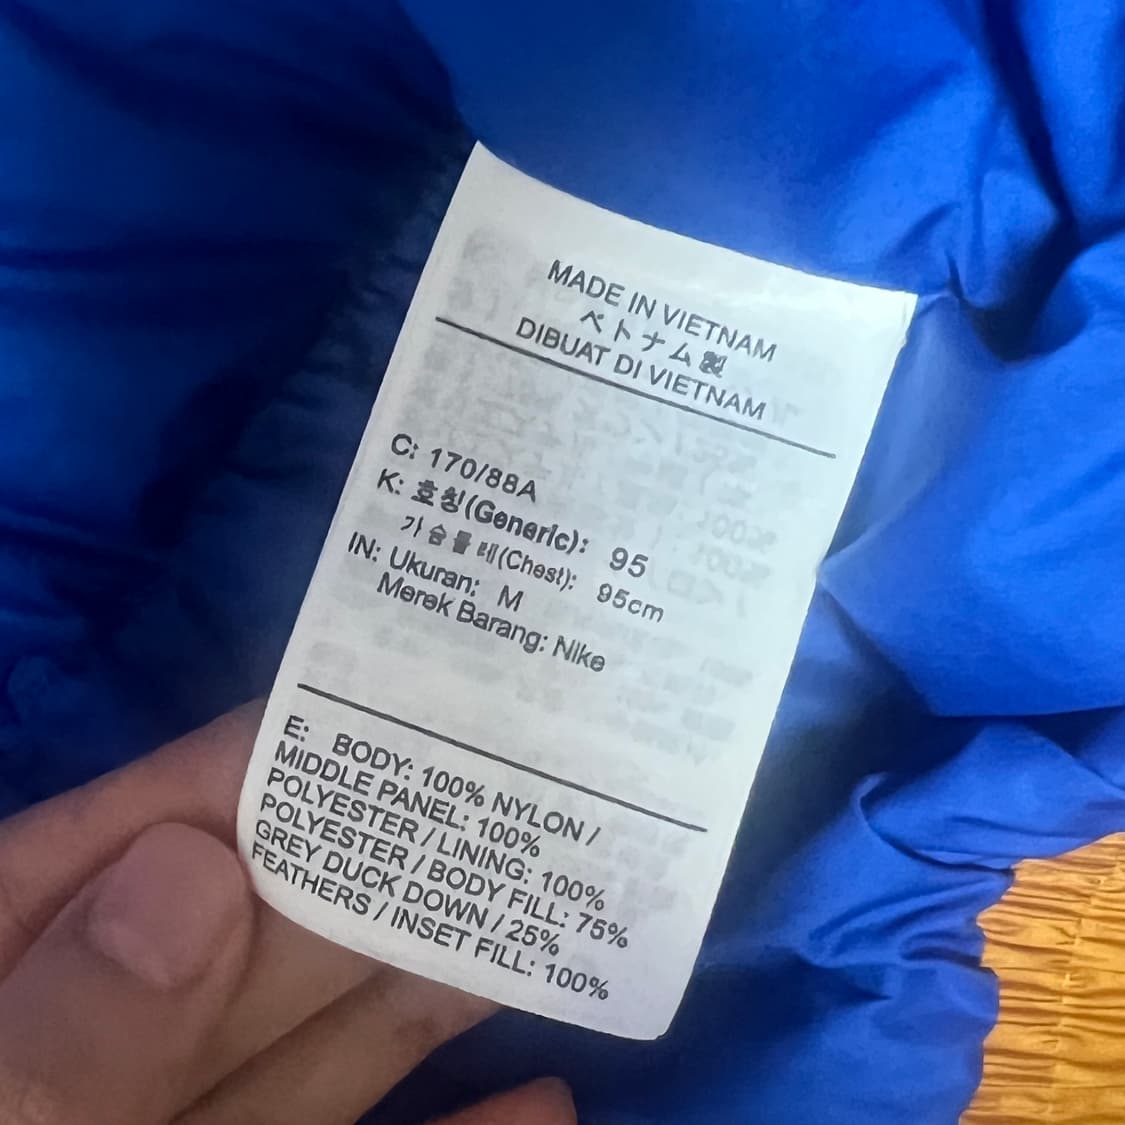 MADE IN VIETNAM
ベトナム製
DIBUAT DI VIETNAM
C: 170/88A
K: 호칭(Generic): 95
가슴둘레(Chest): 95cm
IN: Ukuran: M
Merek Barang: Nike
E: BODY: 100% NYLON /
MIDDLE PANEL: 100%
POLYESTER / LINING: 100%
POLYESTER / BODY FILL: 75%
GREY DUCK DOWN / 25%
FEATHERS / INSET FILL: 100%